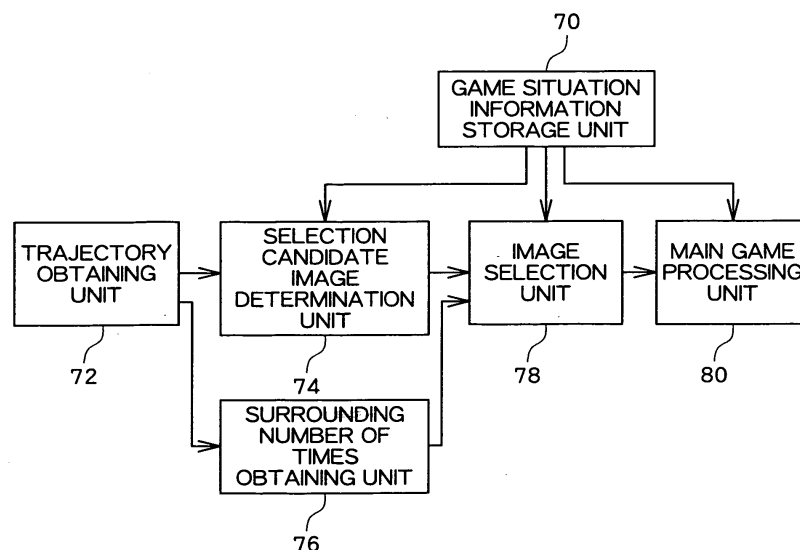 70
GAME SITUATION
INFORMATION
STORAGE UNIT
TRAJECTORY
OBTAINING
UNIT
72
SELECTION
CANDIDATE
IMAGE
DETERMINATION
UNIT
74
IMAGE
SELECTION
UNIT
78
MAIN GAME
PROCESSING
UNIT
80
SURROUNDING
NUMBER OF
TIMES
OBTAINING UNIT
76